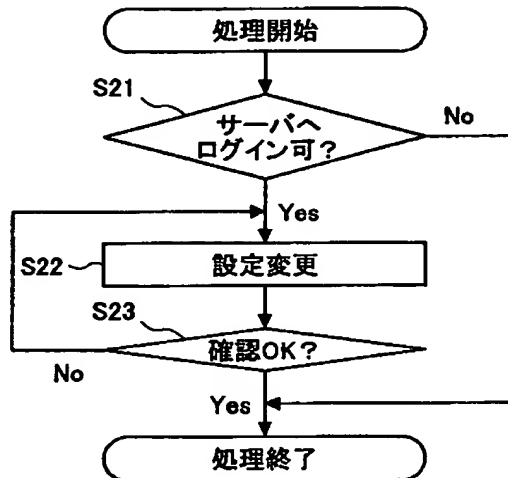 処理開始
S21
サーバへ
ログイン可?
No
Yes
S22
設定変更
S23
確認OK?
No
Yes
処理終了